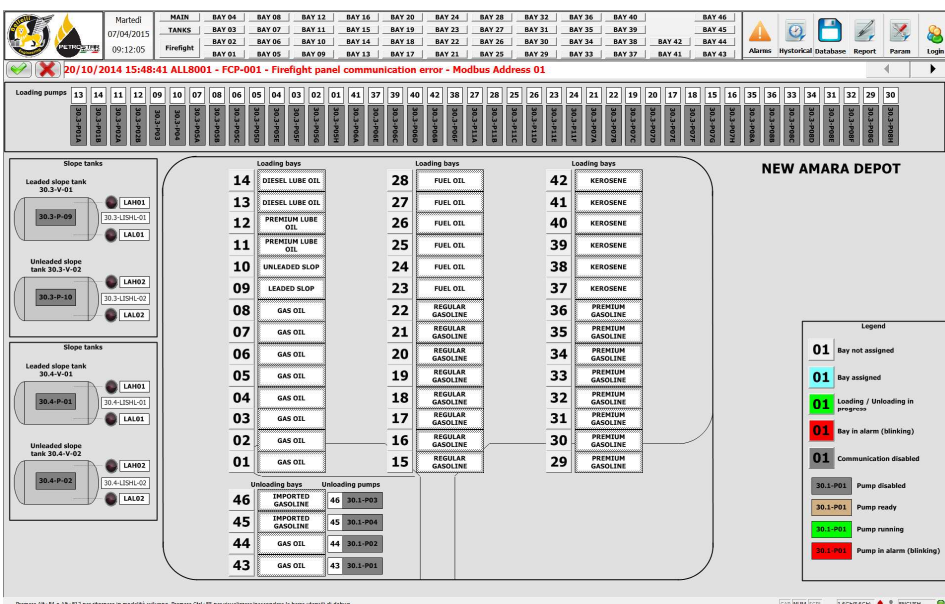 Martedì
07/04/2015
09:12:05
PETROSTAR
MAIN BAY 04 BAY 08 BAY 12 BAY 16 BAY 20 BAY 24 BAY 28 BAY 32 BAY 36 BAY 40 BAY 46
TANKS BAY 03 BAY 07 BAY 11 BAY 15 BAY 19 BAY 23 BAY 27 BAY 31 BAY 35 BAY 39 BAY 45
Firefight BAY 02 BAY 06 BAY 10 BAY 14 BAY 18 BAY 22 BAY 26 BAY 30 BAY 34 BAY 38 BAY 42 BAY 44
BAY 01 BAY 05 BAY 09 BAY 13 BAY 17 BAY 21 BAY 25 BAY 29 BAY 33 BAY 37 BAY 41 BAY 43
Alarms Hystorical Database Report Param Login
20/10/2014 15:48:41 ALL8001 - FCP-001 - Firefight panel communication error - Modbus Address 01
Loading pumps 13 14 11 12 09 10 07 08 06 05 04 03 02 01 41 37 39 40 42 38 27 28 25 26 23 24 21 22 19 20 17 18 15 16 35 36 33 34 31 32 29 30
30.3-P01A 30.3-P01B 30.3-P02A 30.3-P02B 30.3-P03 30.3-P04 30.3-P05A
NEW AMARA DEPOT
Slope tanks
Leaded slope tank
30.3-V-01
LAH01
30.3-P-09
30.3-LISHL-01
LAL01
Unleaded slope
tank 30.3-V-02
LAH02
30.3-P-10
30.3-LISHL-02
LAL02
Slope tanks
Leaded slope tank
30.4-V-01
LAH01
30.4-P-01
30.4-LISHL-01
LAL01
Unleaded slope
tank 30.4-V-02
LAH02
30.4-P-02
30.4-LISHL-02
LAL02
Loading bays
14 DIESEL LUBE OIL
13 DIESEL LUBE OIL
12 PREMIUM LUBE
OIL
11 PREMIUM LUBE
OIL
10 UNLEADED SLOP
09 LEADED SLOP
08 GAS OIL
07 GAS OIL
06 GAS OIL
05 GAS OIL
04 GAS OIL
03 GAS OIL
02 GAS OIL
01 GAS OIL
Loading bays
28 FUEL OIL
27 FUEL OIL
26 FUEL OIL
25 FUEL OIL
24 FUEL OIL
23 FUEL OIL
22 REGULAR
GASOLINE
21 REGULAR
GASOLINE
20 REGULAR
GASOLINE
19 REGULAR
GASOLINE
18 REGULAR
GASOLINE
17 REGULAR
GASOLINE
16 REGULAR
GASOLINE
15 REGULAR
GASOLINE
Loading bays
42 KEROSENE
41 KEROSENE
40 KEROSENE
39 KEROSENE
38 KEROSENE
37 KEROSENE
36 PREMIUM
GASOLINE
35 PREMIUM
GASOLINE
34 PREMIUM
GASOLINE
33 PREMIUM
GASOLINE
32 PREMIUM
GASOLINE
31 PREMIUM
GASOLINE
30 PREMIUM
GASOLINE
29 PREMIUM
GASOLINE
Unloading bays Unloading pumps
46 IMPORTED
GASOLINE
46 30.1-P03
45 IMPORTED
GASOLINE
45 30.1-P04
44 GAS OIL 44 30.1-P02
43 GAS OIL 43 30.1-P01
Legend
01 Bay not assigned
01 Bay assigned
01 Loading / Unloading in
progress
01 Bay in alarm (blinking)
01 Communication disabled
30.1-P01 Pump disabled
30.1-P01 Pump ready
30.1-P01 Pump running
30.1-P01 Pump in alarm (blinking)